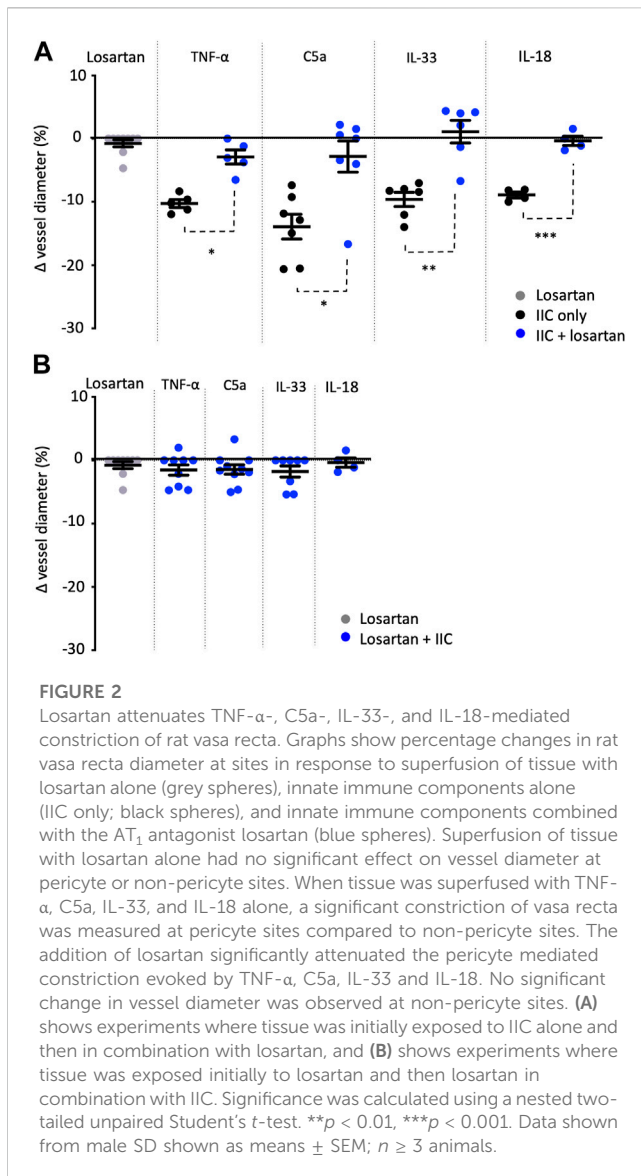 A
Losartan TNF-α C5a IL-33 IL-18
10
0
-10
-20
-30
Δ vessel diameter (%)
* * ** ***
Losartan
IIC only
IIC + losartan
B
Losartan TNF-α C5a IL-33 IL-18
10
0
-10
-20
-30
Δ vessel diameter (%)
Losartan
Losartan + IIC
FIGURE 2
Losartan attenuates TNF-α-, C5a-, IL-33-, and IL-18-mediated
constriction of rat vasa recta. Graphs show percentage changes in rat
vasa recta diameter at sites in response to superfusion of tissue with
losartan alone (grey spheres), innate immune components alone
(IIC only; black spheres), and innate immune components combined
with the AT1 antagonist losartan (blue spheres). Superfusion of tissue
with losartan alone had no significant effect on vessel diameter at
pericyte or non-pericyte sites. When tissue was superfused with TNF-
α, C5a, IL-33, and IL-18 alone, a significant constriction of vasa recta
was measured at pericyte sites compared to non-pericyte sites. The
addition of losartan significantly attenuated the pericyte mediated
constriction evoked by TNF-α, C5a, IL-33 and IL-18. No significant
change in vessel diameter was observed at non-pericyte sites. (A)
shows experiments where tissue was initially exposed to IIC alone and
then in combination with losartan, and (B) shows experiments where
tissue was exposed initially to losartan and then losartan in
combination with IIC. Significance was calculated using a nested two-
tailed unpaired Student's t-test. **p < 0.01, ***p < 0.001. Data shown
from male SD shown as means ± SEM; n ≥ 3 animals.